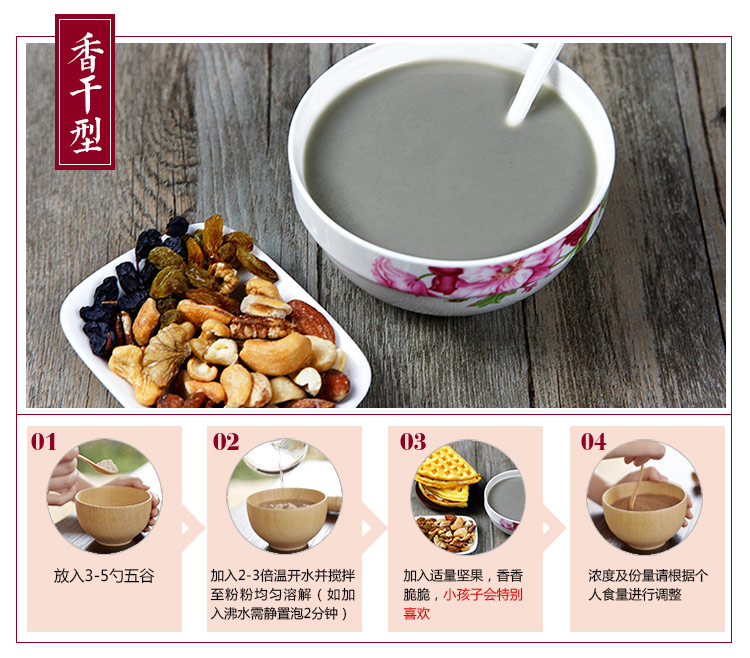 香干型
01
放入3-5勺五谷
02
加入2-3倍温开水并搅拌
至粉粉均匀溶解（如加
入沸水需静置泡2分钟）
03
加入适量坚果，香香
脆脆，小孩子会特别
喜欢
04
浓度及份量请根据个
人食量进行调整